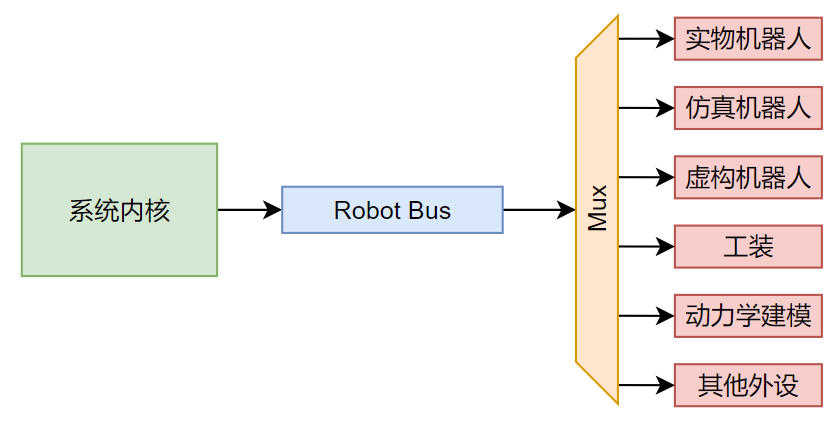 系统内核
Robot Bus
Mux
实物机器人
仿真机器人
虚构机器人
工装
动力学建模
其他外设